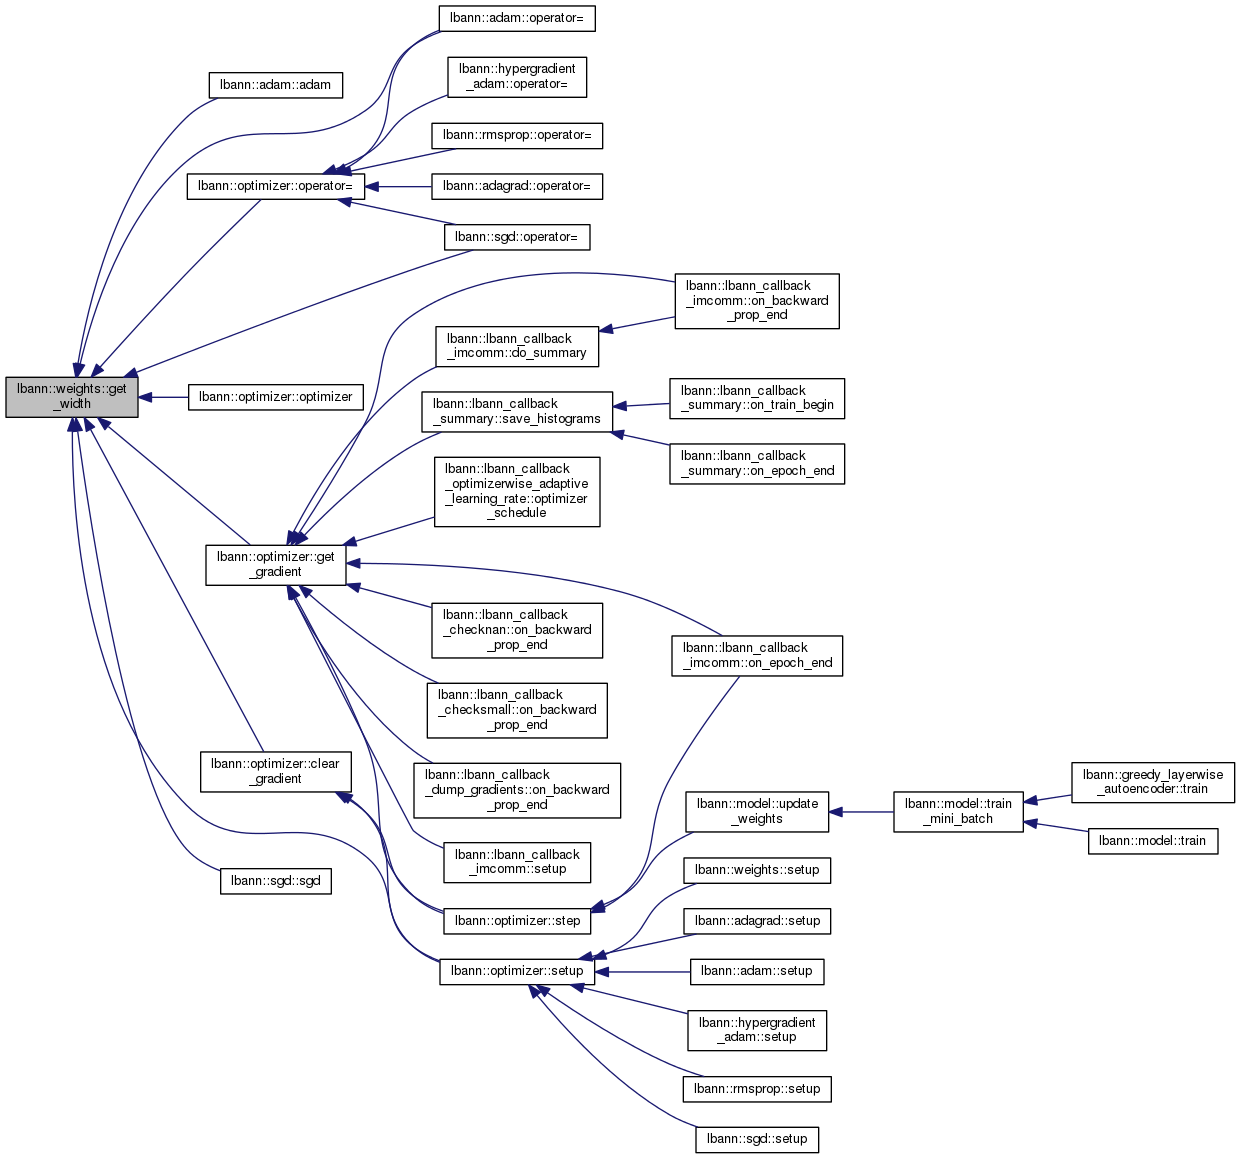 lbann::adam::operator=
lbann::hypergradient
_adam::operator=
lbann::adam::adam
lbann::rmsprop::operator=
lbann::optimizer::operator=
lbann::adagrad::operator=
lbann::sgd::operator=
lbann::lbann_callback
_imcomm::on_backward
_prop_end
lbann::lbann_callback
_imcomm::do_summary
lbann::weights::get
_width
lbann::optimizer::optimizer
lbann::lbann_callback
_summary::save_histograms
lbann::lbann_callback
_summary::on_train_begin
lbann::lbann_callback
_summary::on_epoch_end
lbann::lbann_callback
_optimizerwise_adaptive
_learning_rate::optimizer
_schedule
lbann::optimizer::get
_gradient
lbann::lbann_callback
_checknan::on_backward
_prop_end
lbann::lbann_callback
_imcomm::on_epoch_end
lbann::lbann_callback
_checksmall::on_backward
_prop_end
lbann::optimizer::clear
_gradient
lbann::lbann_callback
_dump_gradients::on_backward
_prop_end
lbann::model::update
_weights
lbann::model::train
_mini_batch
lbann::greedy_layerwise
_autoencoder::train
lbann::model::train
lbann::lbann_callback
_imcomm::setup
lbann::weights::setup
lbann::sgd::sgd
lbann::optimizer::step
lbann::adagrad::setup
lbann::optimizer::setup
lbann::adam::setup
lbann::hypergradient
_adam::setup
lbann::rmsprop::setup
lbann::sgd::setup